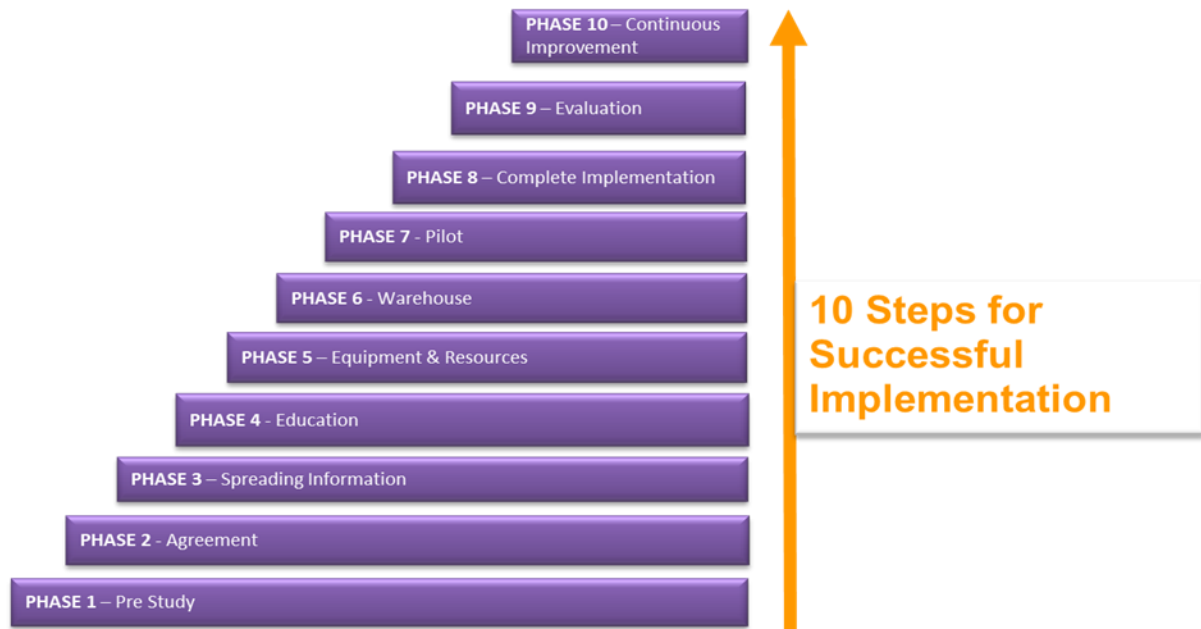 PHASE 10 – Continuous
Improvement
PHASE 9 – Evaluation
PHASE 8 – Complete Implementation
PHASE 7 - Pilot
PHASE 6 - Warehouse
PHASE 5 – Equipment & Resources
PHASE 4 - Education
PHASE 3 – Spreading Information
PHASE 2 - Agreement
PHASE 1 – Pre Study
10 Steps for
Successful
Implementation